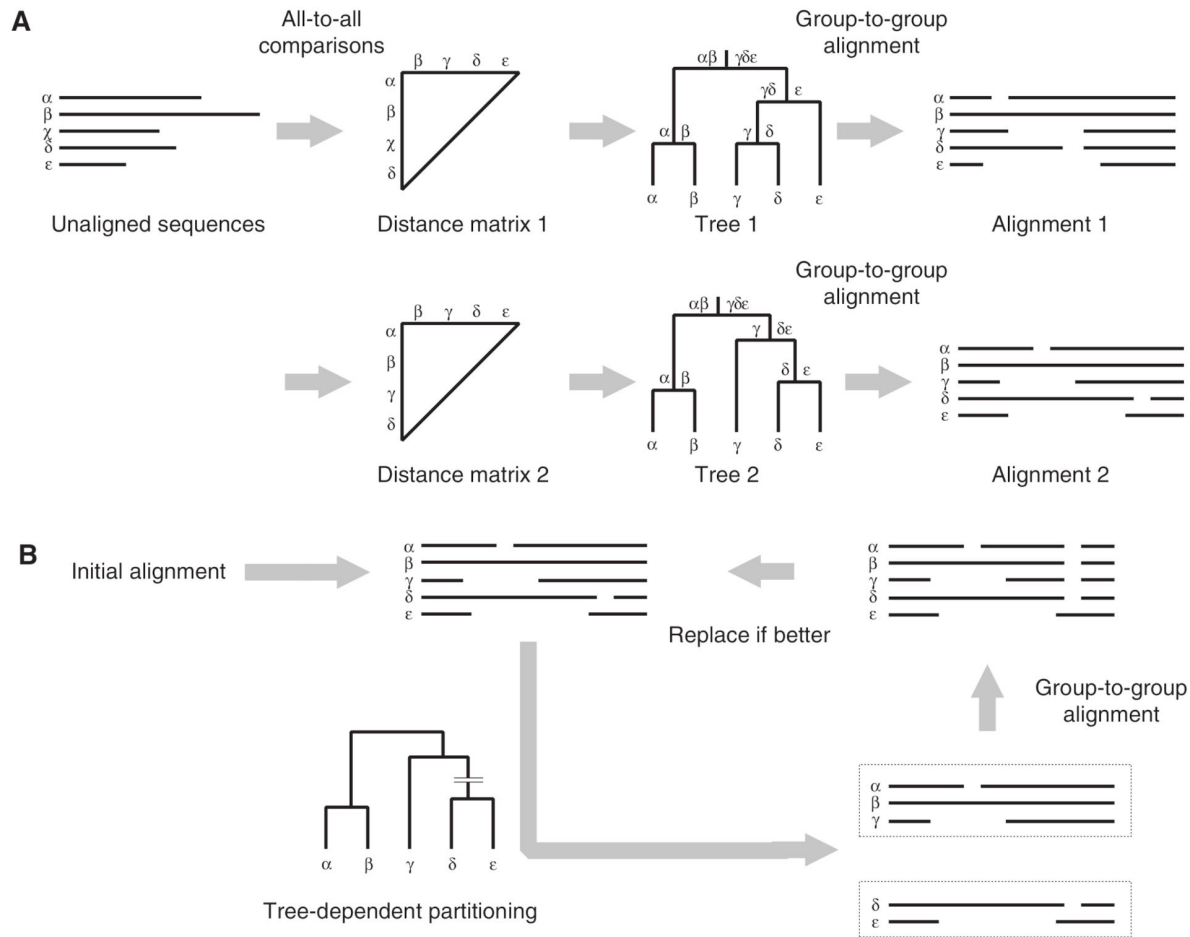 A
All-to-all
comparisons
Group-to-group
alignment
α
β
χ
δ
ε
β γ δ ε
α
β
χ
δ
αβ γδε
γδ ε
α β γ δ
α β γ δ ε
α
β
γ
δ
ε
Unaligned sequences
Distance matrix 1
Tree 1
Alignment 1
Group-to-group
alignment
β γ δ ε
α
β
γ
δ
αβ γδε
γ δε
α β δ ε
α β γ δ ε
α
β
γ
δ
ε
Distance matrix 2
Tree 2
Alignment 2
B
Initial alignment
α
β
γ
δ
ε
Replace if better
α
β
γ
δ
ε
Group-to-group
alignment
α β γ δ ε
Tree-dependent partitioning
α
β
γ
δ
ε